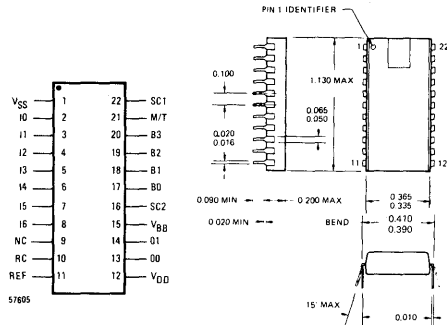 PIN 1 IDENTIFIER
1
22
0.100
1.130 MAX
0.065
0.050
0.020
0.016
11
12
0.090 MIN
0.200 MAX
0.365
0.335
0.020 MIN
BEND
0.410
0.390
15° MAX
0.010
VSS 1 22 SC1
I0 2 21 M/T
I1 3 20 B3
I2 4 19 B2
I3 5 18 B1
I4 6 17 B0
I5 7 16 SC2
I6 8 15 VBB
NC 9 14 O1
RC 10 13 O0
REF 11 12 VDD
57605